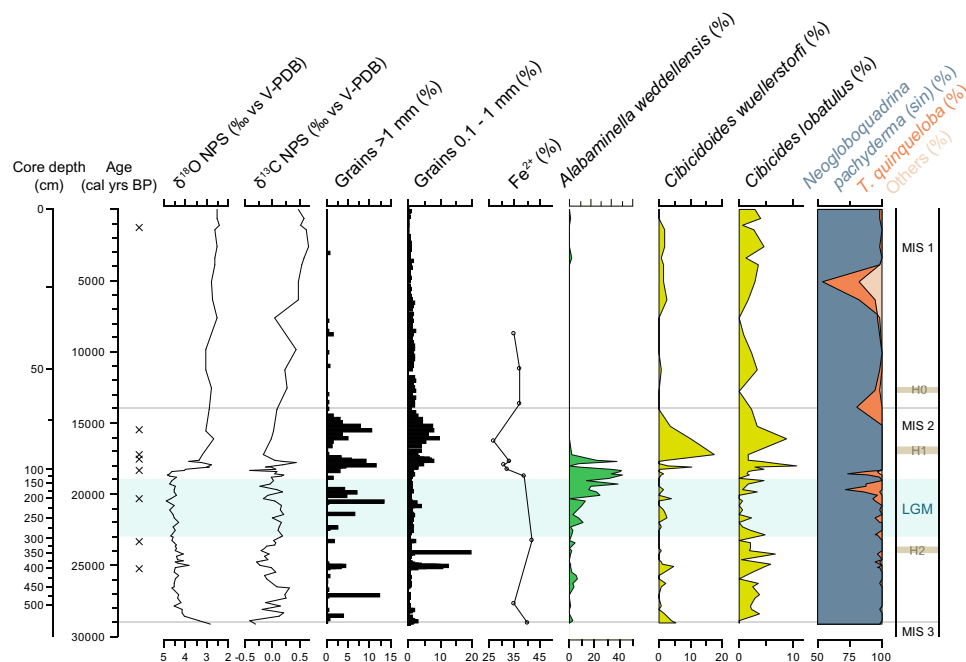 δ18O NPS (‰ vs V-PDB)
δ13C NPS (‰ vs V-PDB)
Grains >1 mm (%)
Grains 0.1 - 1 mm (%)
Fe2+ (%)
Alabaminella weddellensis (%)
Cibicidoides wuellerstorfi (%)
Cibicides lobatulus (%)
Neogloboquadrina
pachyderma (sin) (%)
T. quinqueloba (%)
Others (%)
Core depth
(cm)
Age
(cal yrs BP)
0
50
100
150
200
250
300
350
400
450
500
5000
10000
15000
20000
25000
30000
MIS 1
H0
MIS 2
H1
LGM
H2
MIS 3
5 4 3 2
-0.5 0.0 0.5
0 5 10 15
0 5 10 15 20
25 35 45
0 20 40
0 10 20
0 10
50 75 100